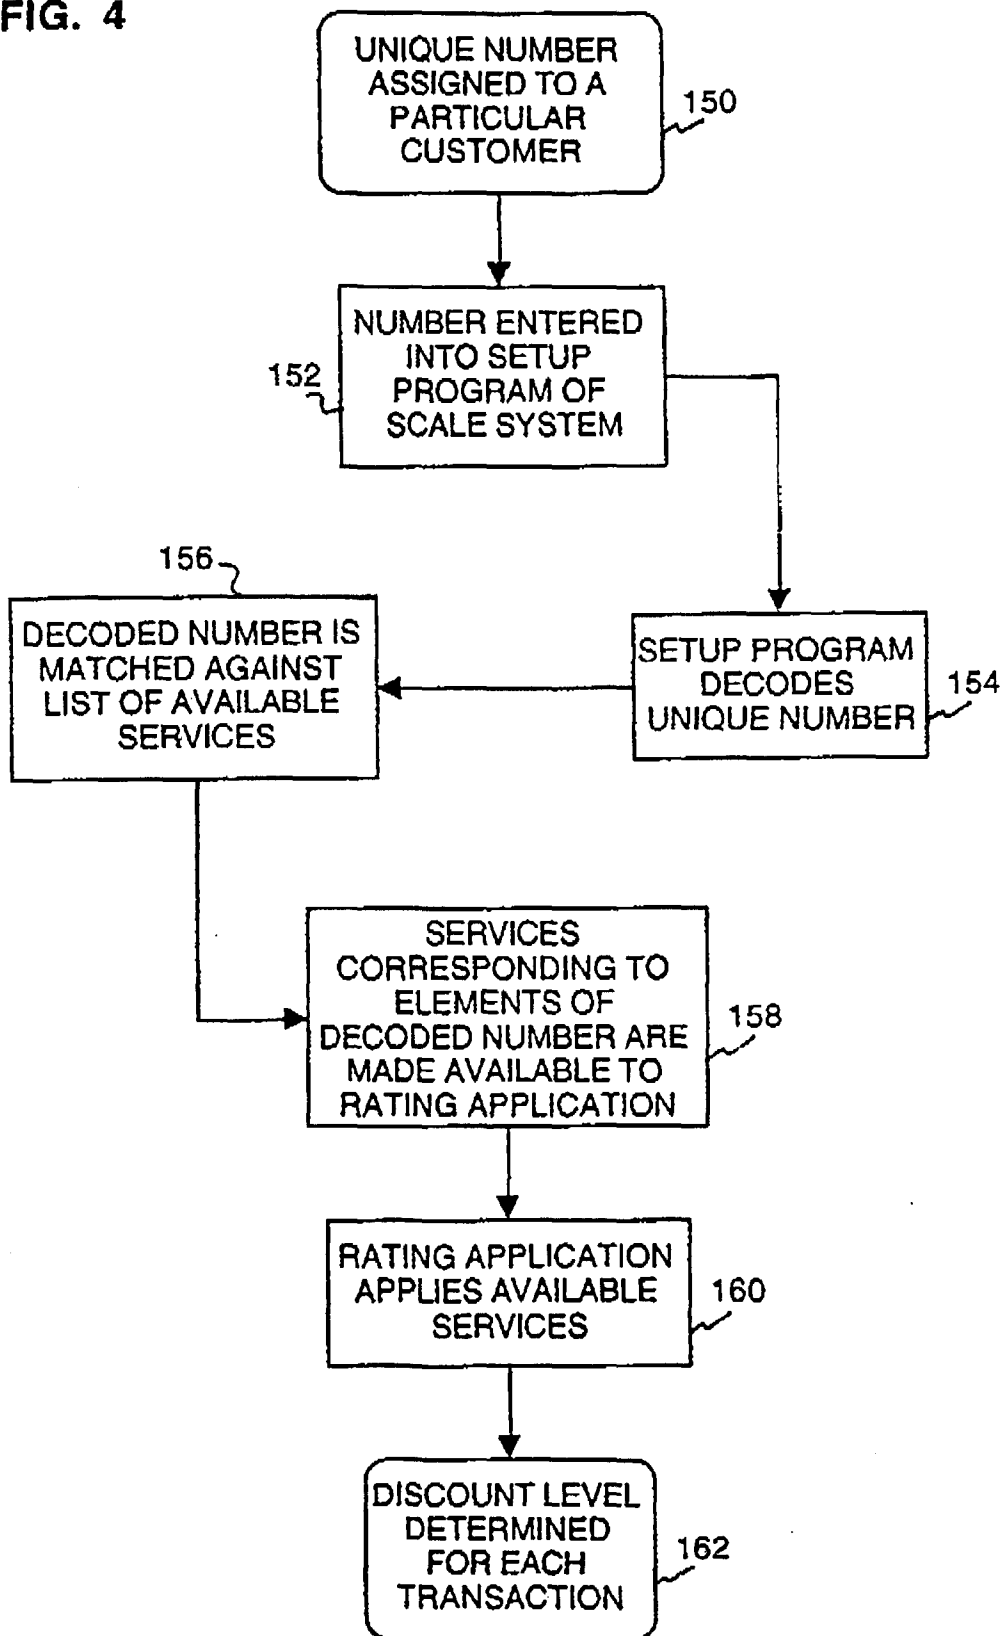 FIG. 4
UNIQUE NUMBER
ASSIGNED TO A
PARTICULAR
CUSTOMER
150
NUMBER ENTERED
INTO SETUP
PROGRAM OF
SCALE SYSTEM
152
SETUP PROGRAM
DECODES
UNIQUE NUMBER
154
156
DECODED NUMBER IS
MATCHED AGAINST
LIST OF AVAILABLE
SERVICES
SERVICES
CORRESPONDING TO
ELEMENTS OF
DECODED NUMBER ARE
MADE AVAILABLE TO
RATING APPLICATION
158
RATING APPLICATION
APPLIES AVAILABLE
SERVICES
160
DISCOUNT LEVEL
DETERMINED
FOR EACH
TRANSACTION
162